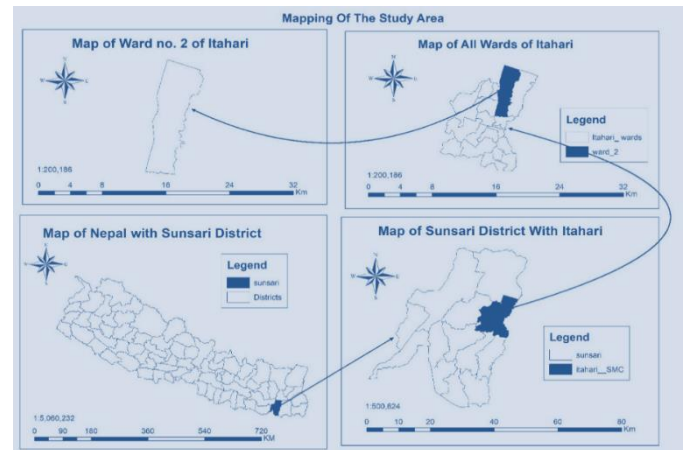 Mapping Of The Study Area
Map of Ward no. 2 of Itahari
N
W E
S
1:200,186
0 4 8 16 24 32
Km
Map of All Wards of Itahari
N
W E
S
Legend
Itahari_ wards
ward_2
1:200,186
0 4 8 16 24 32
Km
Map of Nepal with Sunsari District
N
W E
S
Legend
sunsari
Districts
1:5,060,232
0 90 180 360 540 720
KM
Map of Sunsari District With Itahari
N
W E
S
Legend
sunsari
itahari__SMC
1:500,624
0 10 20 40 60 80
Km